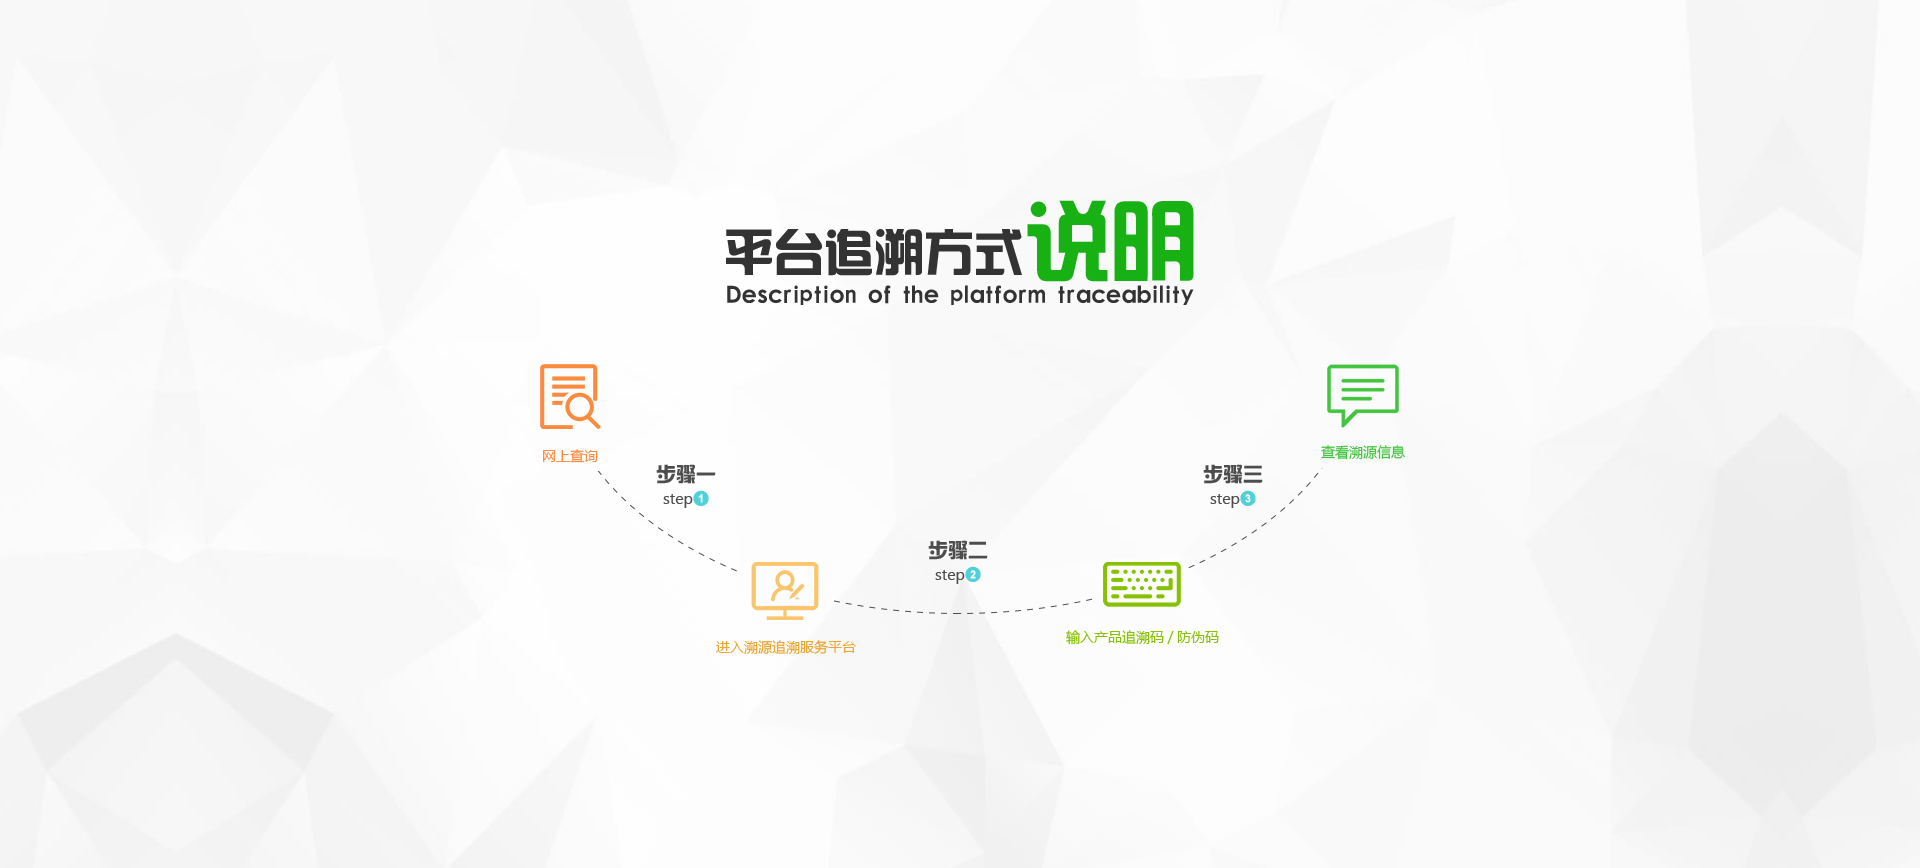 平台追溯方式说明
Description of the platform traceability
网上查询
步骤一
step1
进入溯源追溯服务平台
步骤二
step2
输入产品追溯码 / 防伪码
步骤三
step3
查看溯源信息